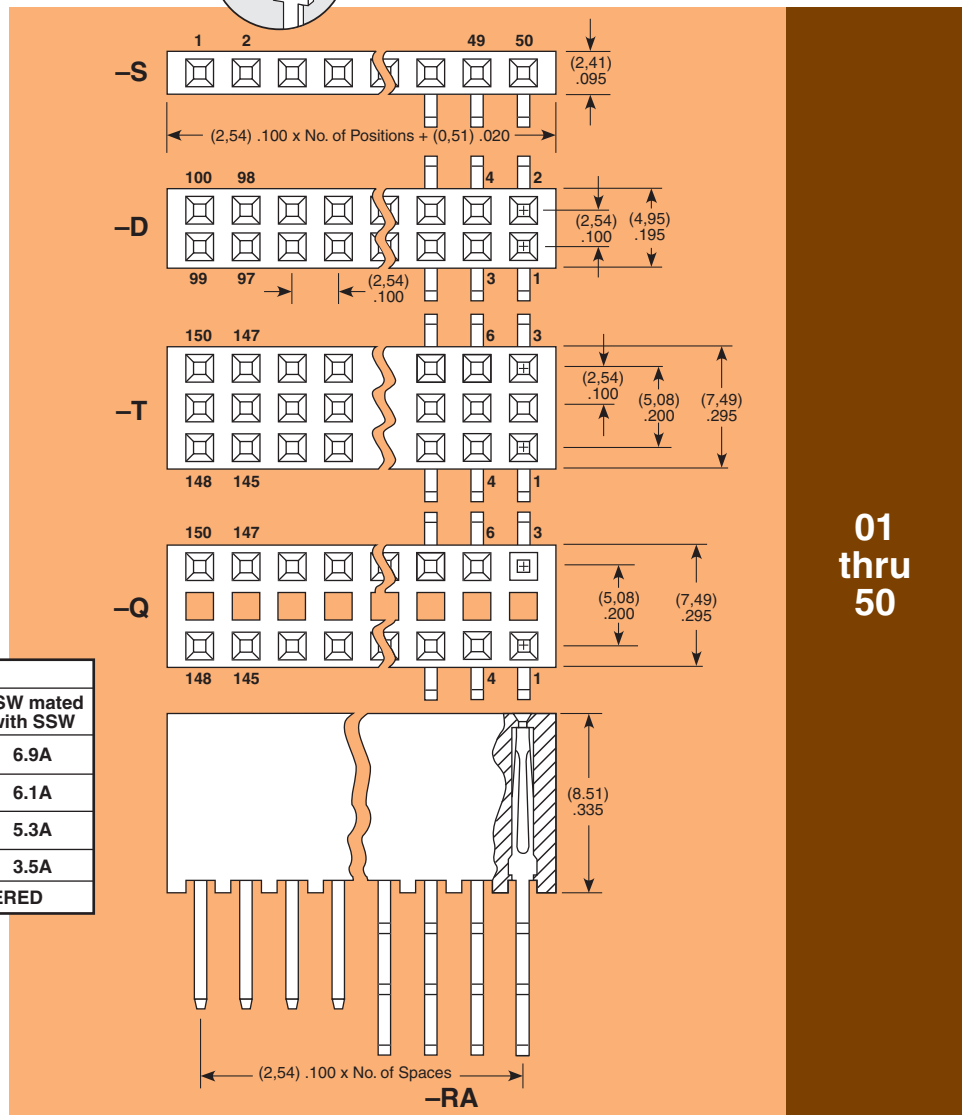 1 2 49 50
–S
(2,41)
.095
(2,54) .100 x No. of Positions + (0,51) .020
100 98 4 2
–D
(2,54)
.100
(4,95)
.195
99 97 3 1
(2,54)
.100
150 147 6 3
–T
(2,54)
.100
(5,08)
.200
(7,49)
.295
148 145 4 1
01
thru
50
150 147 6 3
–Q
(5,08)
.200
(7,49)
.295
148 145 4 1
SW mated
with SSW
6.9A
6.1A
5.3A
3.5A
ERED
(8.51)
.335
(2,54) .100 x No. of Spaces
–RA